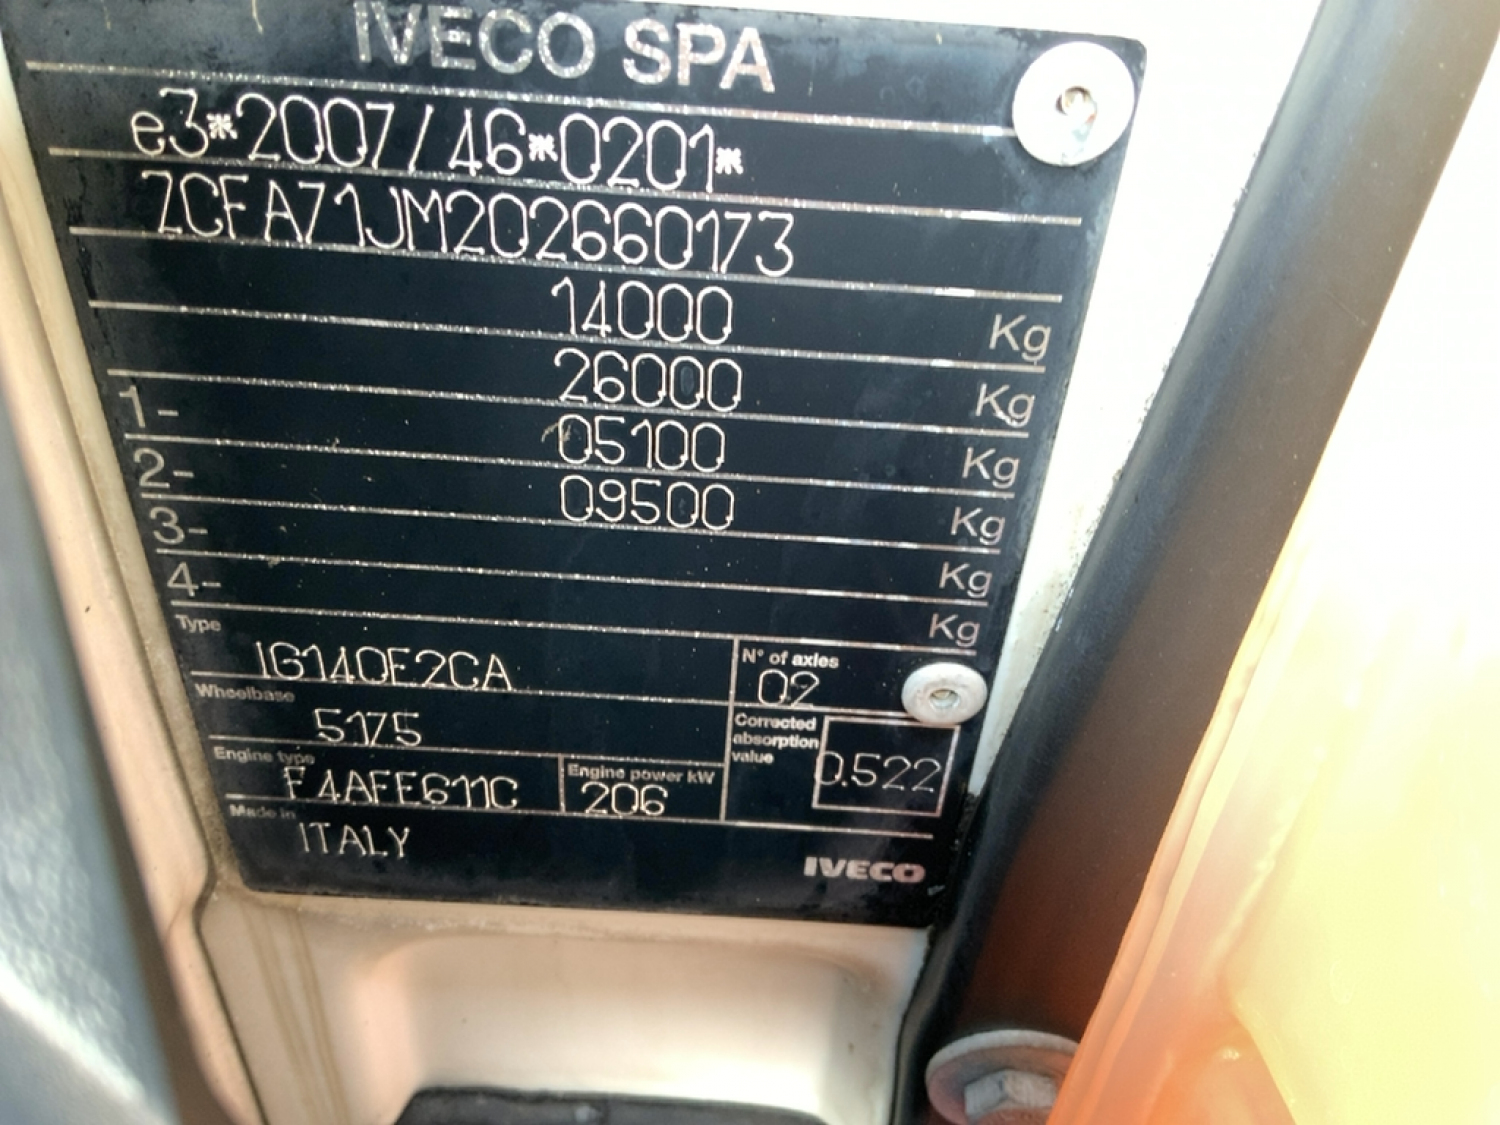 IVECO SPA
e3*2007/46*0201*
ZCFA71JM202660173
14000 Kg
26000 Kg
1- 05100 Kg
2- 09500 Kg
3- Kg
4- Kg
Type
IG140E2CA
N° of axles
02
Wheelbase
5175
Corrected
absorption
value
0.522
Engine type
F4AFE611C
Engine power kW
206
Made in
ITALY
IVECO